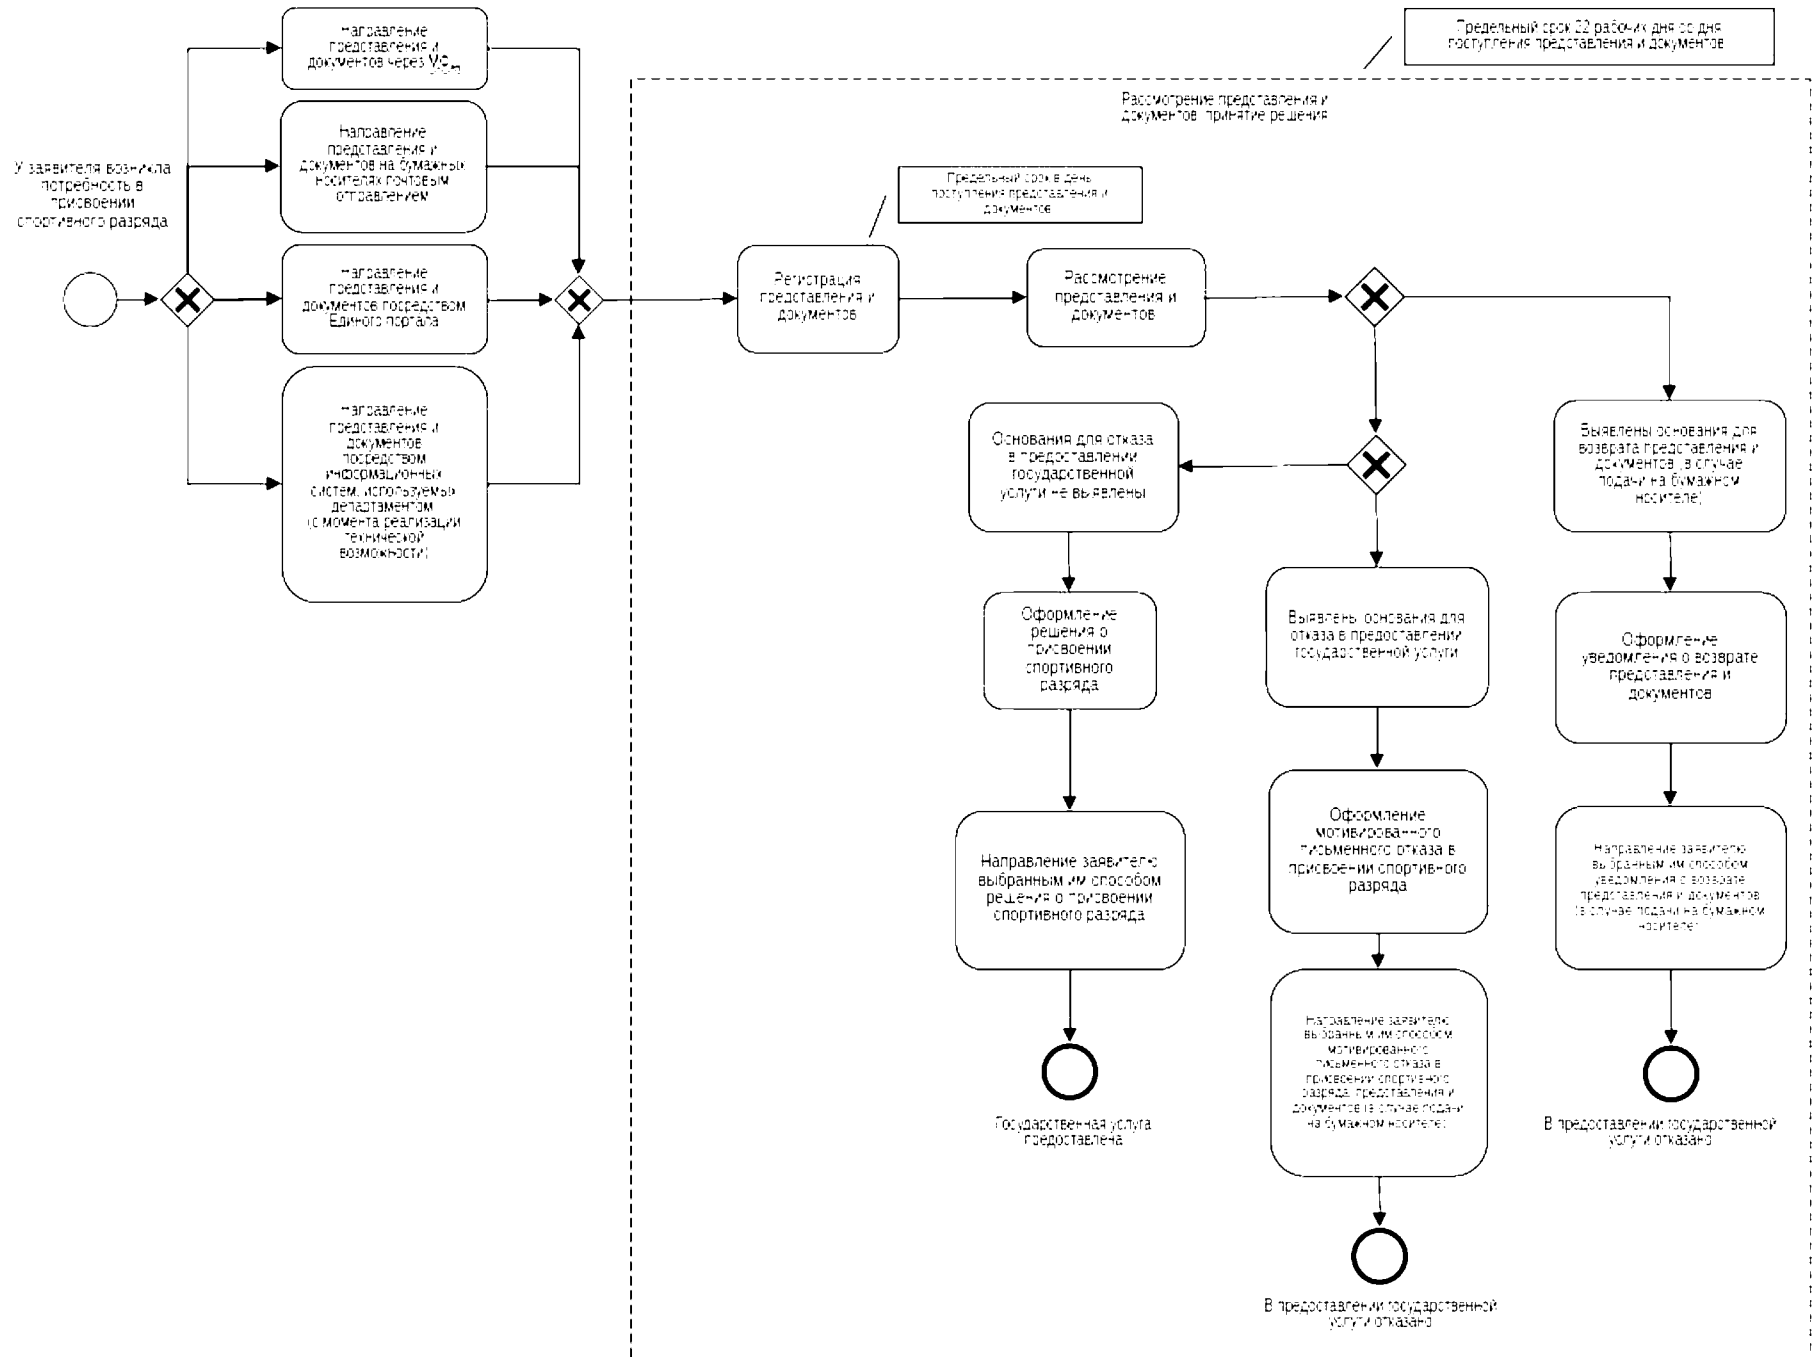 Предельный срок 22 рабочих дня со дня
поступления представления и документов
Рассмотрение представления и
документов, принятие решения
У заявителя возникла
потребность в
присвоении
спортивного разряда
Направление
представления и
документов через
Направление
представления и
документов на бумажных
носителях почтовым
отправлением
Направление
представления и
документов посредством
Единого портала
Направление
представления и
документов
посредством
информационных
систем, используемых
департаментом
(с момента реализации
технической
возможности)
Предельный срок в день
поступления представления и
документов
Регистрация
представления и
документов
Рассмотрение
представления и
документов
Основания для отказа
в предоставлении
государственной
услуги не выявлены
Оформление
решения о
присвоении
спортивного
разряда
Направление заявителю
выбранным им способом
решения о присвоении
спортивного разряда
Государственная услуга
предоставлена
Выявлены основания для
отказа в предоставлении
государственной услуги
Оформление
мотивированного
письменного отказа в
присвоении спортивного
разряда
Направление заявителю
выбранным им способом
мотивированного
письменного отказа в
присвоении спортивного
разряда, представления и
документов (в случае подачи
на бумажном носителе)
В предоставлении государственной
услуги отказано
Выявлены основания для
возврата представления и
документов (в случае
подачи на бумажном
носителе)
Оформление
уведомления о возврате
представления и
документов
Направление заявителю
выбранным им способом
уведомления о возврате
представления и документов
(в случае подачи на бумажном
носителе)
В предоставлении государственной
услуги отказано